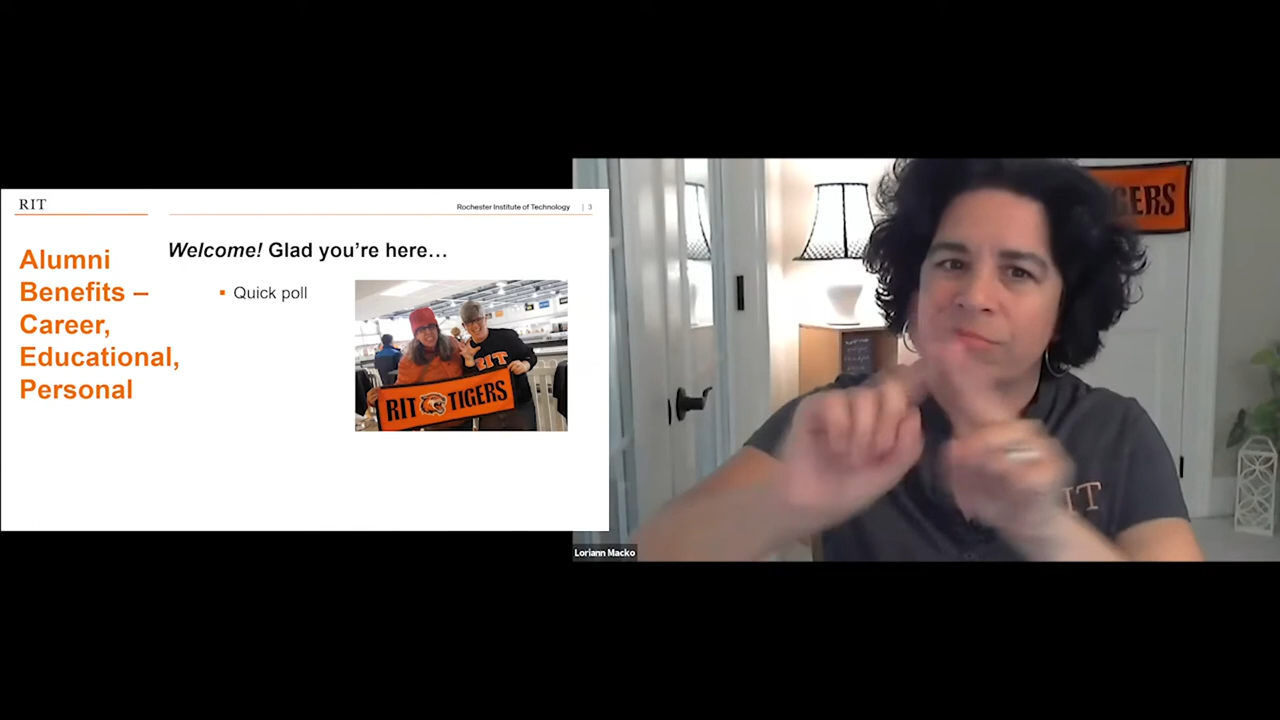 RIT
Rochester Institute of Technology | 3
Alumni
Benefits –
Career,
Educational,
Personal
Welcome! Glad you're here…
▪ Quick poll
RIT
RIT TIGERS
TIGERS
RIT
Loriann Macko